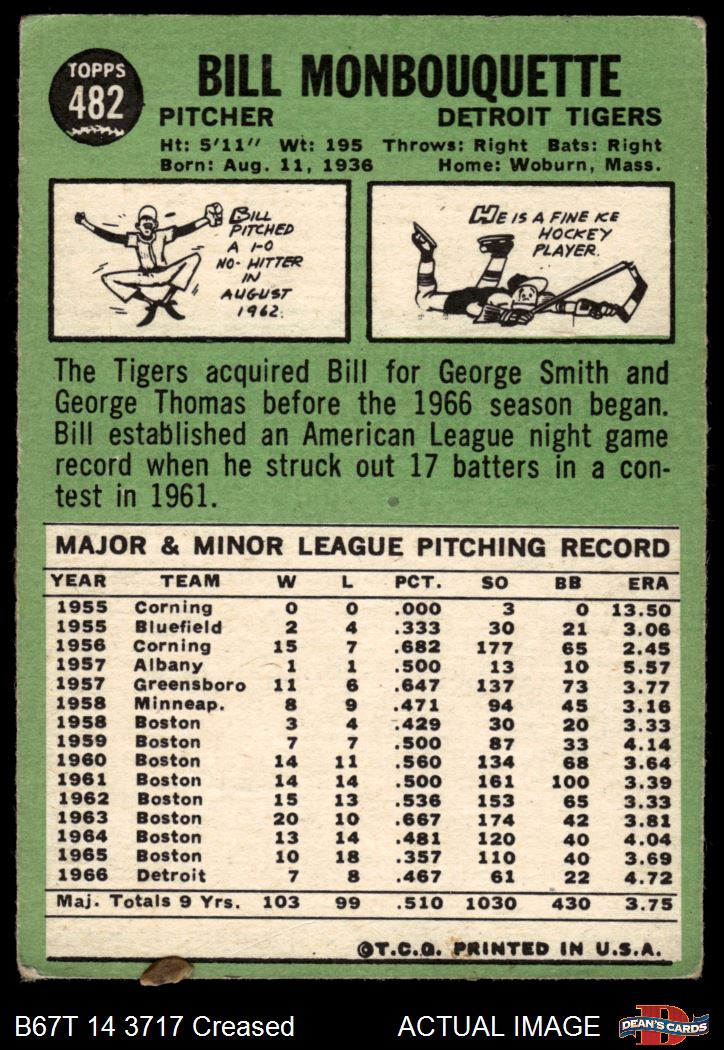 TOPPS
482
BILL MONBOUQUETTE
PITCHER DETROIT TIGERS
Ht: 5'11" Wt: 195 Throws: Right Bats: Right
Born: Aug. 11, 1936 Home: Woburn, Mass.
BILL
PITCHED
A 1-0
NO-HITTER
IN
AUGUST
1962.
HE IS A FINE ICE
HOCKEY
PLAYER.
The Tigers acquired Bill for George Smith and
George Thomas before the 1966 season began.
Bill established an American League night game
record when he struck out 17 batters in a con-
test in 1961.
MAJOR & MINOR LEAGUE PITCHING RECORD
YEAR TEAM W L PCT. SO BB ERA
1955 Corning 0 0 .000 3 0 13.50
1955 Bluefield 2 4 .333 30 21 3.06
1956 Corning 15 7 .682 177 65 2.45
1957 Albany 1 1 .500 13 10 5.57
1957 Greensboro 11 6 .647 137 73 3.77
1958 Minneap. 8 9 .471 94 45 3.16
1958 Boston 3 4 .429 30 20 3.33
1959 Boston 7 7 .500 87 33 4.14
1960 Boston 14 11 .560 134 68 3.64
1961 Boston 14 14 .500 161 100 3.39
1962 Boston 15 13 .536 153 65 3.33
1963 Boston 20 10 .667 174 42 3.81
1964 Boston 13 14 .481 120 40 4.04
1965 Boston 10 18 .357 110 40 3.69
1966 Detroit 7 8 .467 61 22 4.72
Maj. Totals 9 Yrs. 103 99 .510 1030 430 3.75
©T.C.G. PRINTED IN U.S.A.
B67T 14 3717 Creased ACTUAL IMAGE
D
DEAN'S CARDS